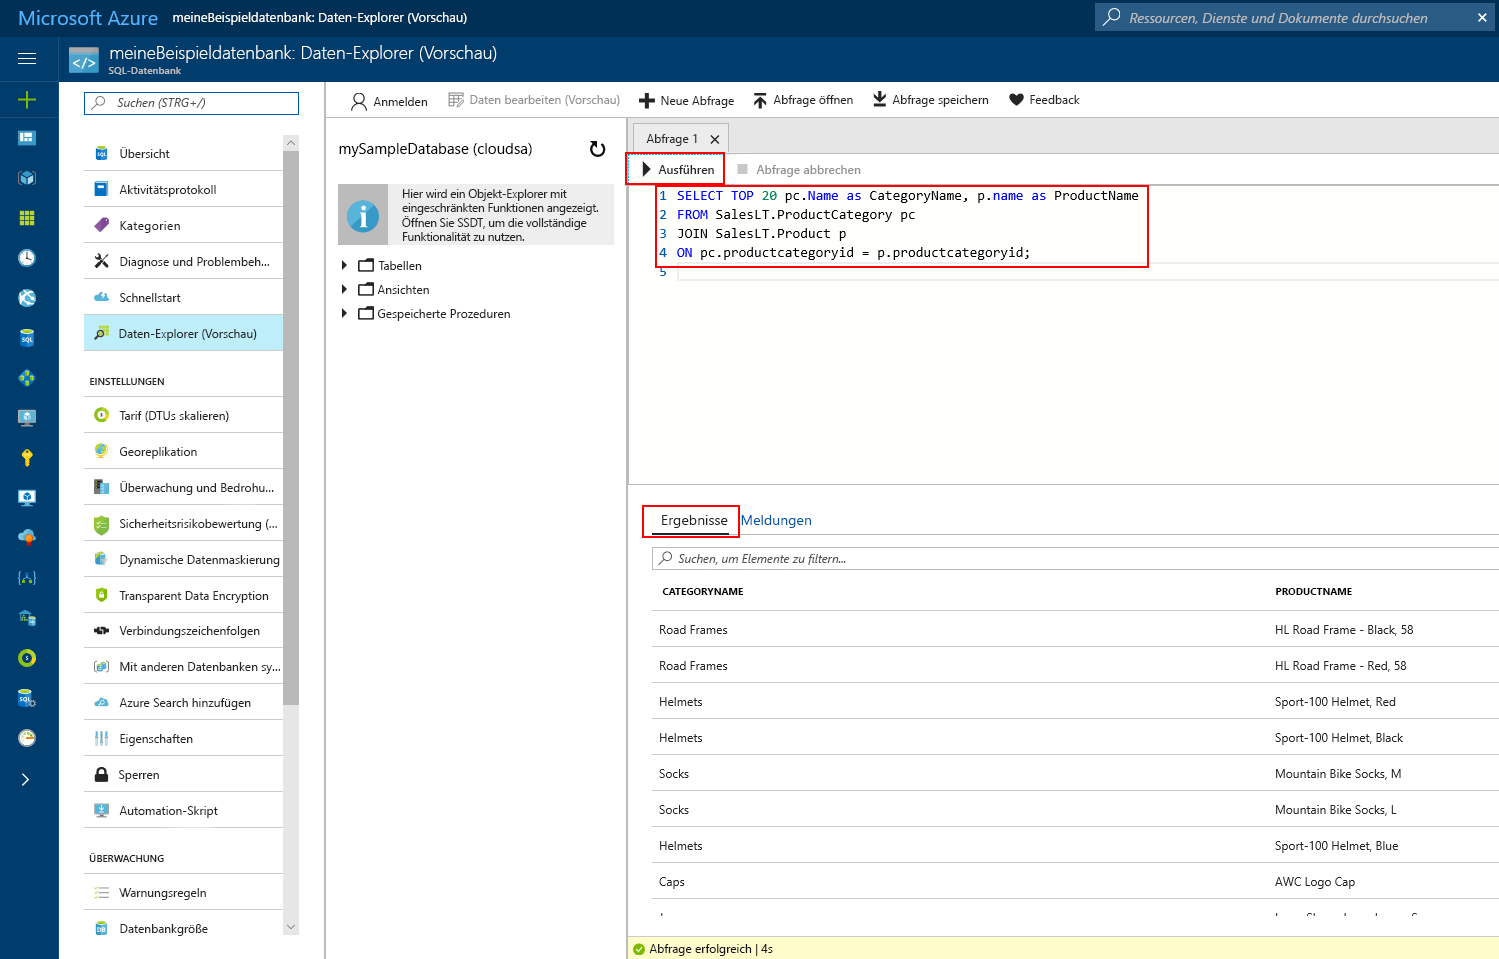 Microsoft Azure meineBeispieldatenbank: Daten-Explorer (Vorschau)
Ressourcen, Dienste und Dokumente durchsuchen
meineBeispieldatenbank: Daten-Explorer (Vorschau)
SQL-Datenbank
Suchen (STRG+/)
Übersicht
Aktivitätsprotokoll
Kategorien
Diagnose und Problembeh...
Schnellstart
Daten-Explorer (Vorschau)
EINSTELLUNGEN
Tarif (DTUs skalieren)
Georeplikation
Überwachung und Bedrohu...
Sicherheitsrisikobewertung (...
Dynamische Datenmaskierung
Transparent Data Encryption
Verbindungszeichenfolgen
Mit anderen Datenbanken sy...
Azure Search hinzufügen
Eigenschaften
Sperren
Automation-Skript
ÜBERWACHUNG
Warnungsregeln
Datenbankgröße
Anmelden
Daten bearbeiten (Vorschau)
Neue Abfrage
Abfrage öffnen
Abfrage speichern
Feedback
mySampleDatabase (cloudsa)
Hier wird ein Objekt-Explorer mit
eingeschränkten Funktionen angezeigt.
Öffnen Sie SSDT, um die vollständige
Funktionalität zu nutzen.
Tabellen
Ansichten
Gespeicherte Prozeduren
Abfrage 1
Ausführen
Abfrage abbrechen
1 SELECT TOP 20 pc.Name as CategoryName, p.name as ProductName
2 FROM SalesLT.ProductCategory pc
3 JOIN SalesLT.Product p
4 ON pc.productcategoryid = p.productcategoryid;
5
Ergebnisse
Meldungen
Suchen, um Elemente zu filtern...
CATEGORYNAME PRODUCTNAME
Road Frames HL Road Frame - Black, 58
Road Frames HL Road Frame - Red, 58
Helmets Sport-100 Helmet, Red
Helmets Sport-100 Helmet, Black
Socks Mountain Bike Socks, M
Socks Mountain Bike Socks, L
Helmets Sport-100 Helmet, Blue
Caps AWC Logo Cap
Abfrage erfolgreich | 4s